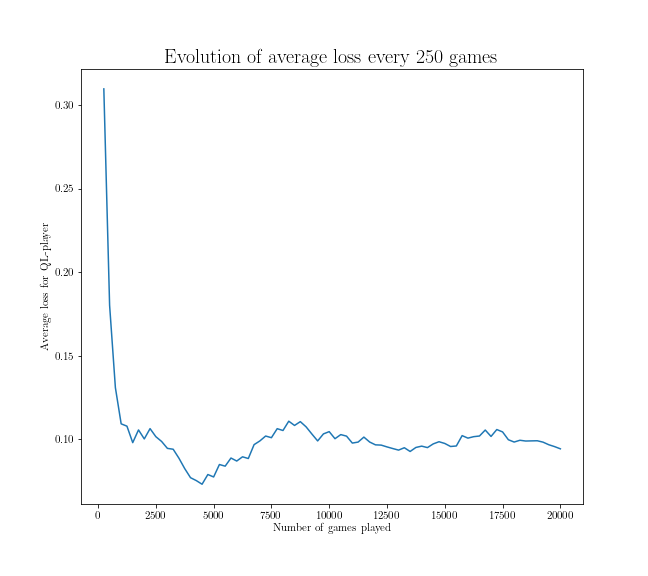 Evolution of average loss every 250 games
0.30
0.25
0.20
0.15
0.10
Average loss for QL-player
0 2500 5000 7500 10000 12500 15000 17500 20000
Number of games played